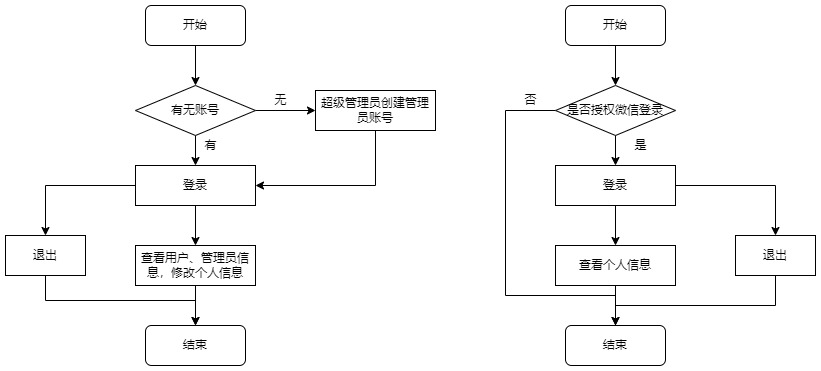 开始
有无账号
无
超级管理员创建管理
员账号
有
登录
退出
查看用户、管理员信
息，修改个人信息
结束
开始
否
是否授权微信登录
是
登录
查看个人信息
退出
结束